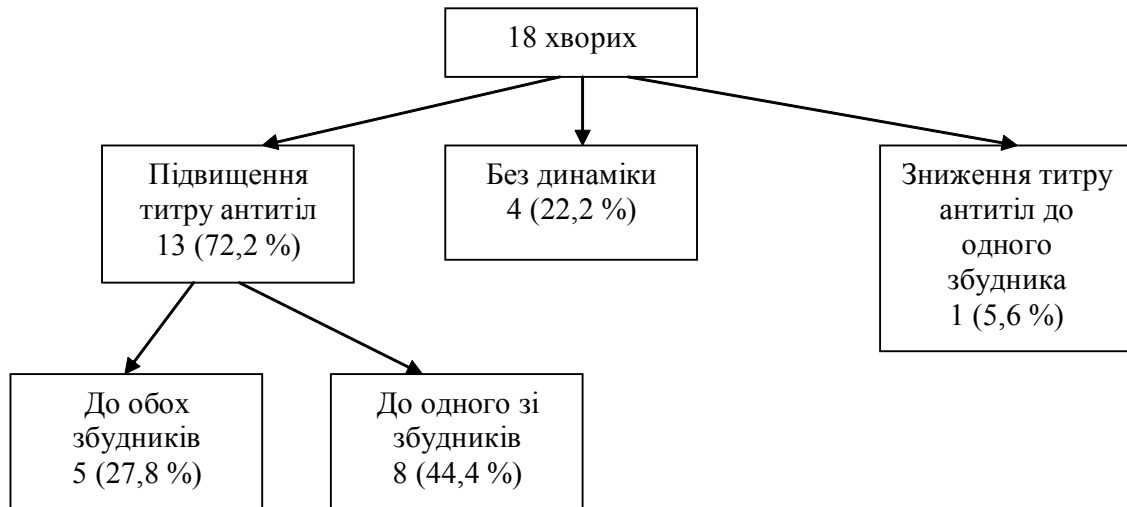 18 хворих
Підвищення
титру антитіл
13 (72,2 %)
Без динаміки
4 (22,2 %)
Зниження титру
антитіл до
одного
збудника
1 (5,6 %)
До обох
збудників
5 (27,8 %)
До одного зі
збудників
8 (44,4 %)